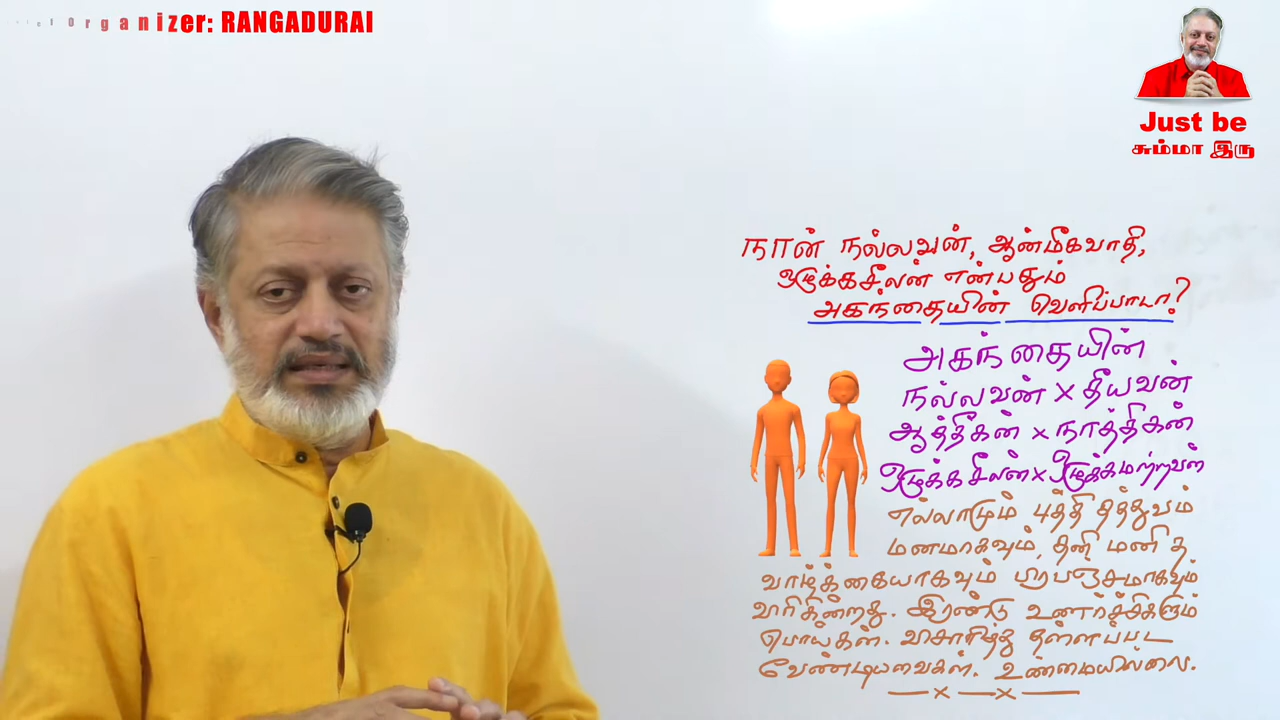 Organizer: RANGADURAI
Just be
சும்மா இரு
நான் நல்லவன், ஆன்மீகவாதி,
ஒழுக்கசீலன் என்பதும்
அகந்தையின் வெளிப்பாடா?
அகந்தையின்
நல்லவன் x தீயவன்
ஆத்தீகன் x நாத்திகன்
ஒழுக்கசீலன் x ஒழுக்கமற்றவன்
எல்லாமும் புத்தி தத்துவம்
மனமாகவும், தனி மனித
வாழ்க்கையாகவும் பிரபஞ்சமாகவும்
இரண்டு உணர்ச்சிகளும்
பொய்கள். விசாரித்து தள்ளப்பட
வேண்டியவைகள். உண்மையில்லை.